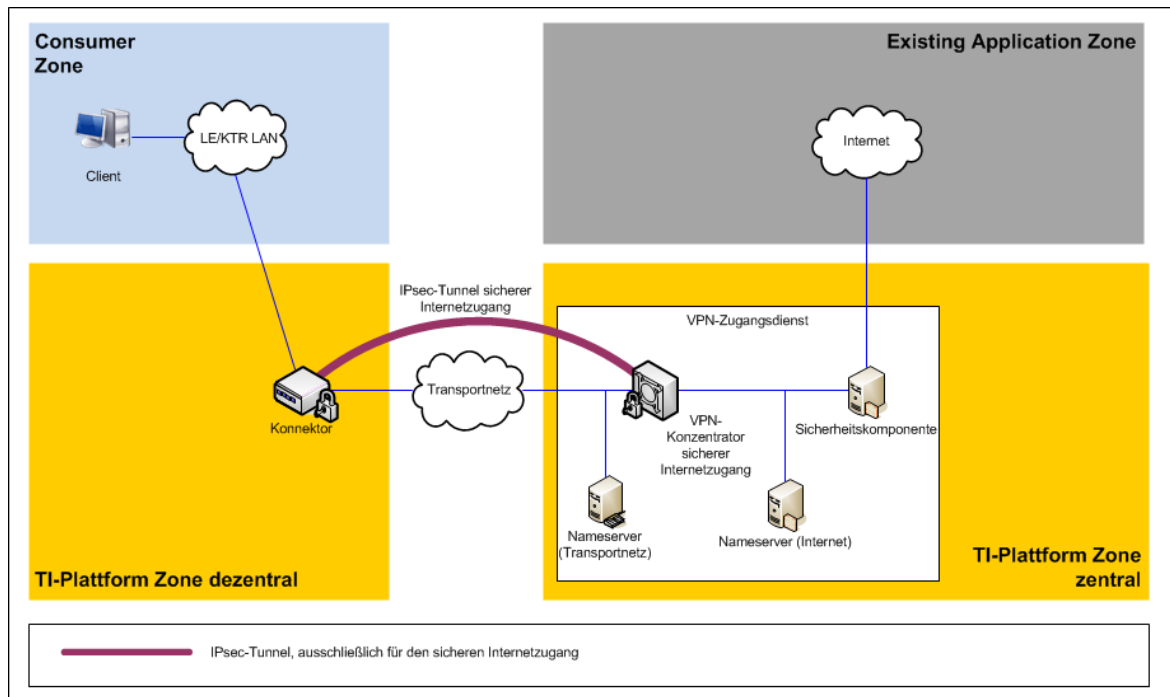 Consumer
Zone
Existing Application Zone
LE/KTR LAN
Client
Internet
IPsec-Tunnel sicherer
Internetzugang
VPN-Zugangsdienst
Transportnetz
Konnektor
VPN-
Konzentrator
sicherer
Internetzugang
Sicherheitskomponente
Nameserver
(Transportnetz)
Nameserver (Internet)
TI-Plattform Zone dezentral
TI-Plattform Zone
zentral
IPsec-Tunnel, ausschließlich für den sicheren Internetzugang